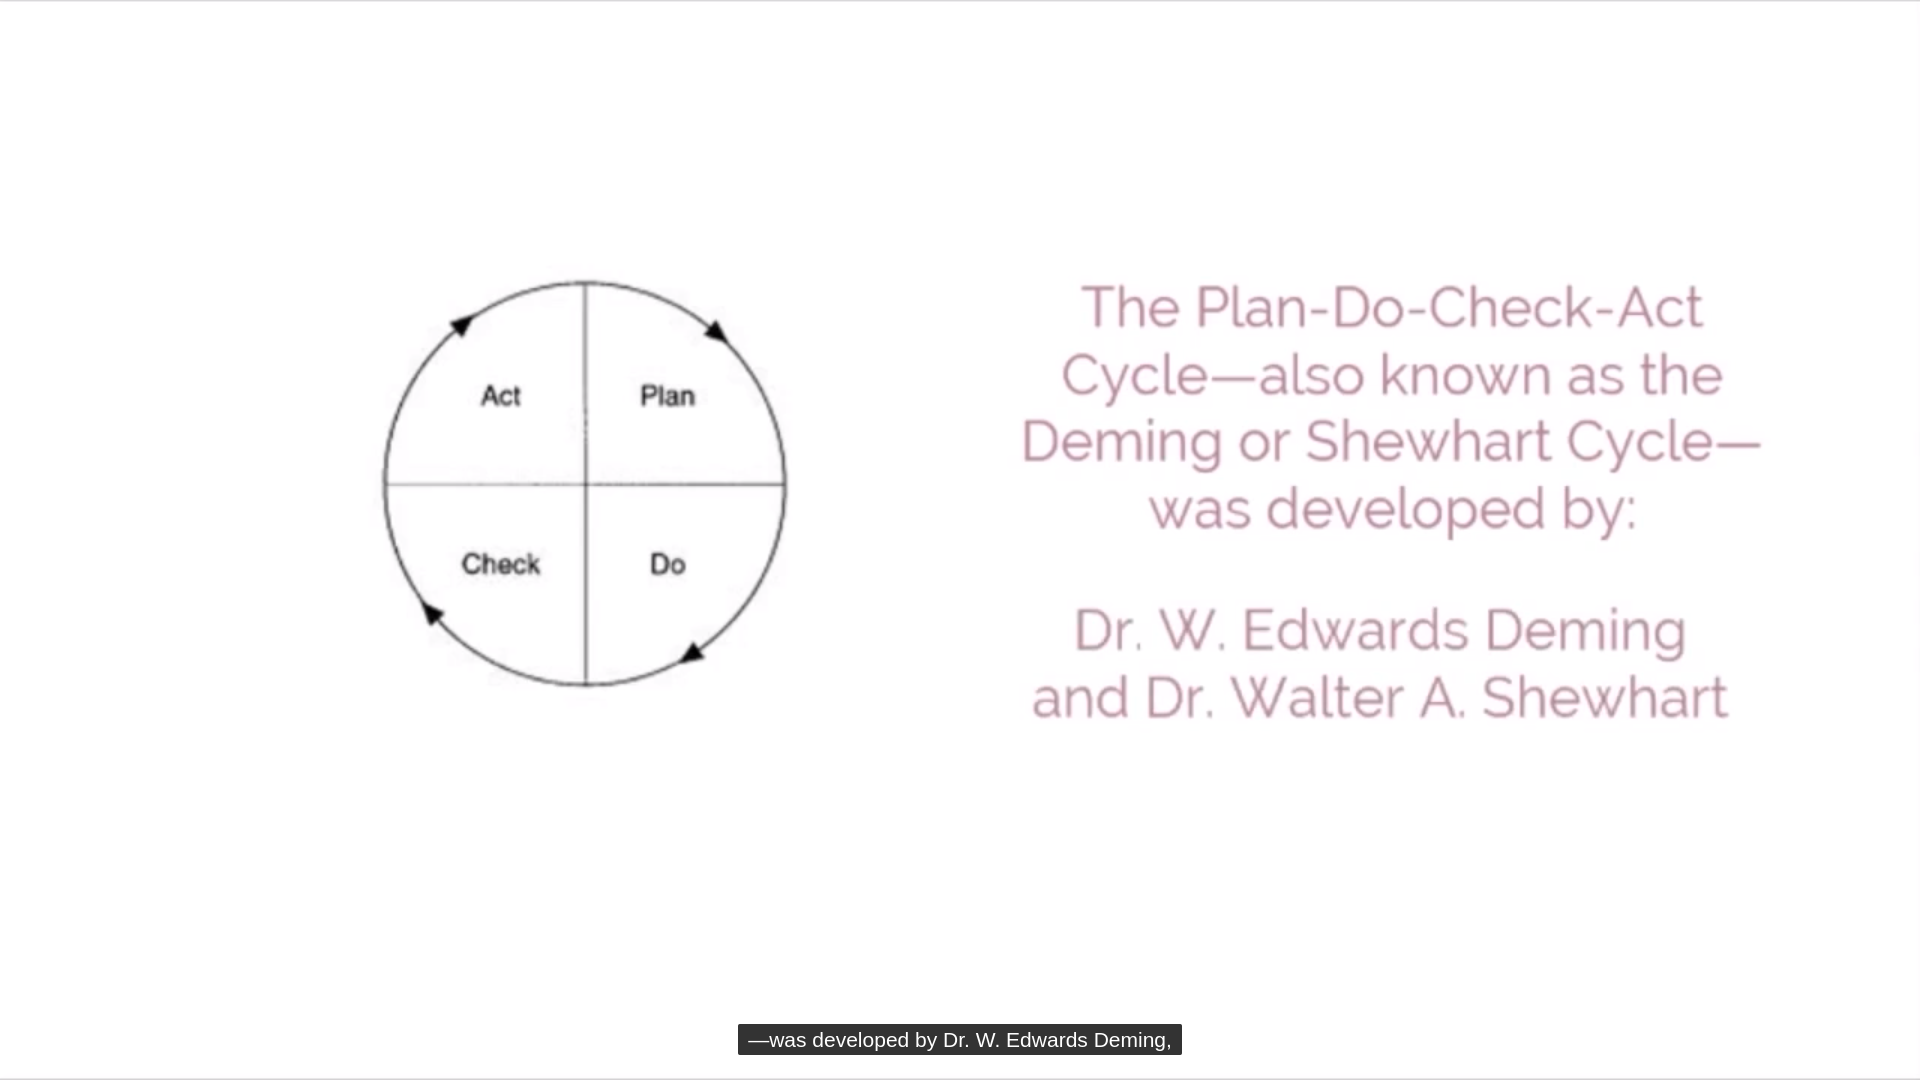 Act
Plan
Check
Do
The Plan-Do-Check-Act
Cycle—also known as the
Deming or Shewhart Cycle—
was developed by:
Dr. W. Edwards Deming
and Dr. Walter A. Shewhart
—was developed by Dr. W. Edwards Deming,